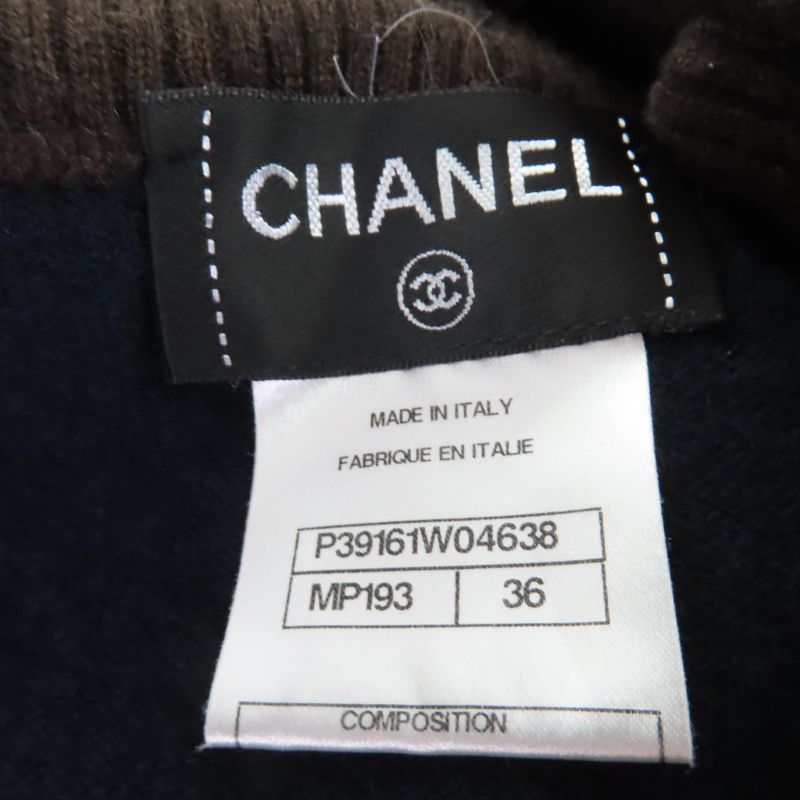 CHANEL
MADE IN ITALY
FABRIQUE EN ITALIE
P39161W04638
MP193 36
COMPOSITION